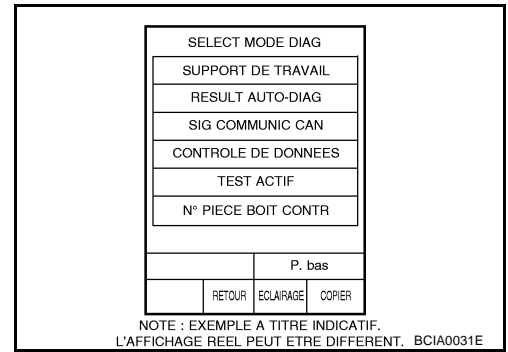 SELECT MODE DIAG
SUPPORT DE TRAVAIL
RESULT AUTO-DIAG
SIG COMMUNIC CAN
CONTROLE DE DONNEES
TEST ACTIF
N° PIECE BOIT CONTR
P. bas
RETOUR ECLAIRAGE COPIER
NOTE : EXEMPLE A TITRE INDICATIF.
L'AFFICHAGE REEL PEUT ETRE DIFFERENT. BCIA0031E